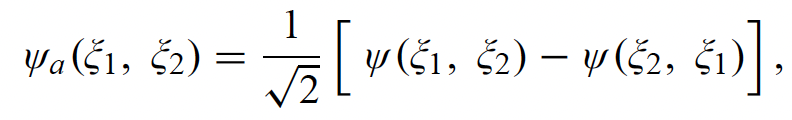 ψₐ(ξ₁, ξ₂) = 1/√2 [ ψ(ξ₁, ξ₂) − ψ(ξ₂, ξ₁) ],